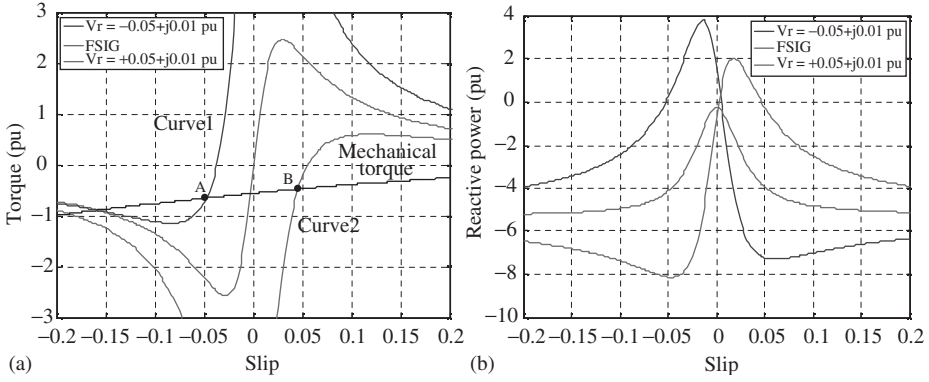 Vr = −0.05+j0.01 pu
FSIG
Vr = +0.05+j0.01 pu
Torque (pu)
3
2
1
0
−1
−2
−3
Curve1
A
B
Mechanical
torque
Curve2
−0.2 −0.15 −0.1 −0.05 0 0.05 0.1 0.15 0.2
(a)
Slip
Vr = −0.05+j0.01 pu
FSIG
Vr = +0.05+j0.01 pu
Reactive power (pu)
4
2
0
−2
−4
−6
−8
−10
−0.2 −0.15 −0.1 −0.05 0 0.05 0.1 0.15 0.2
(b)
Slip